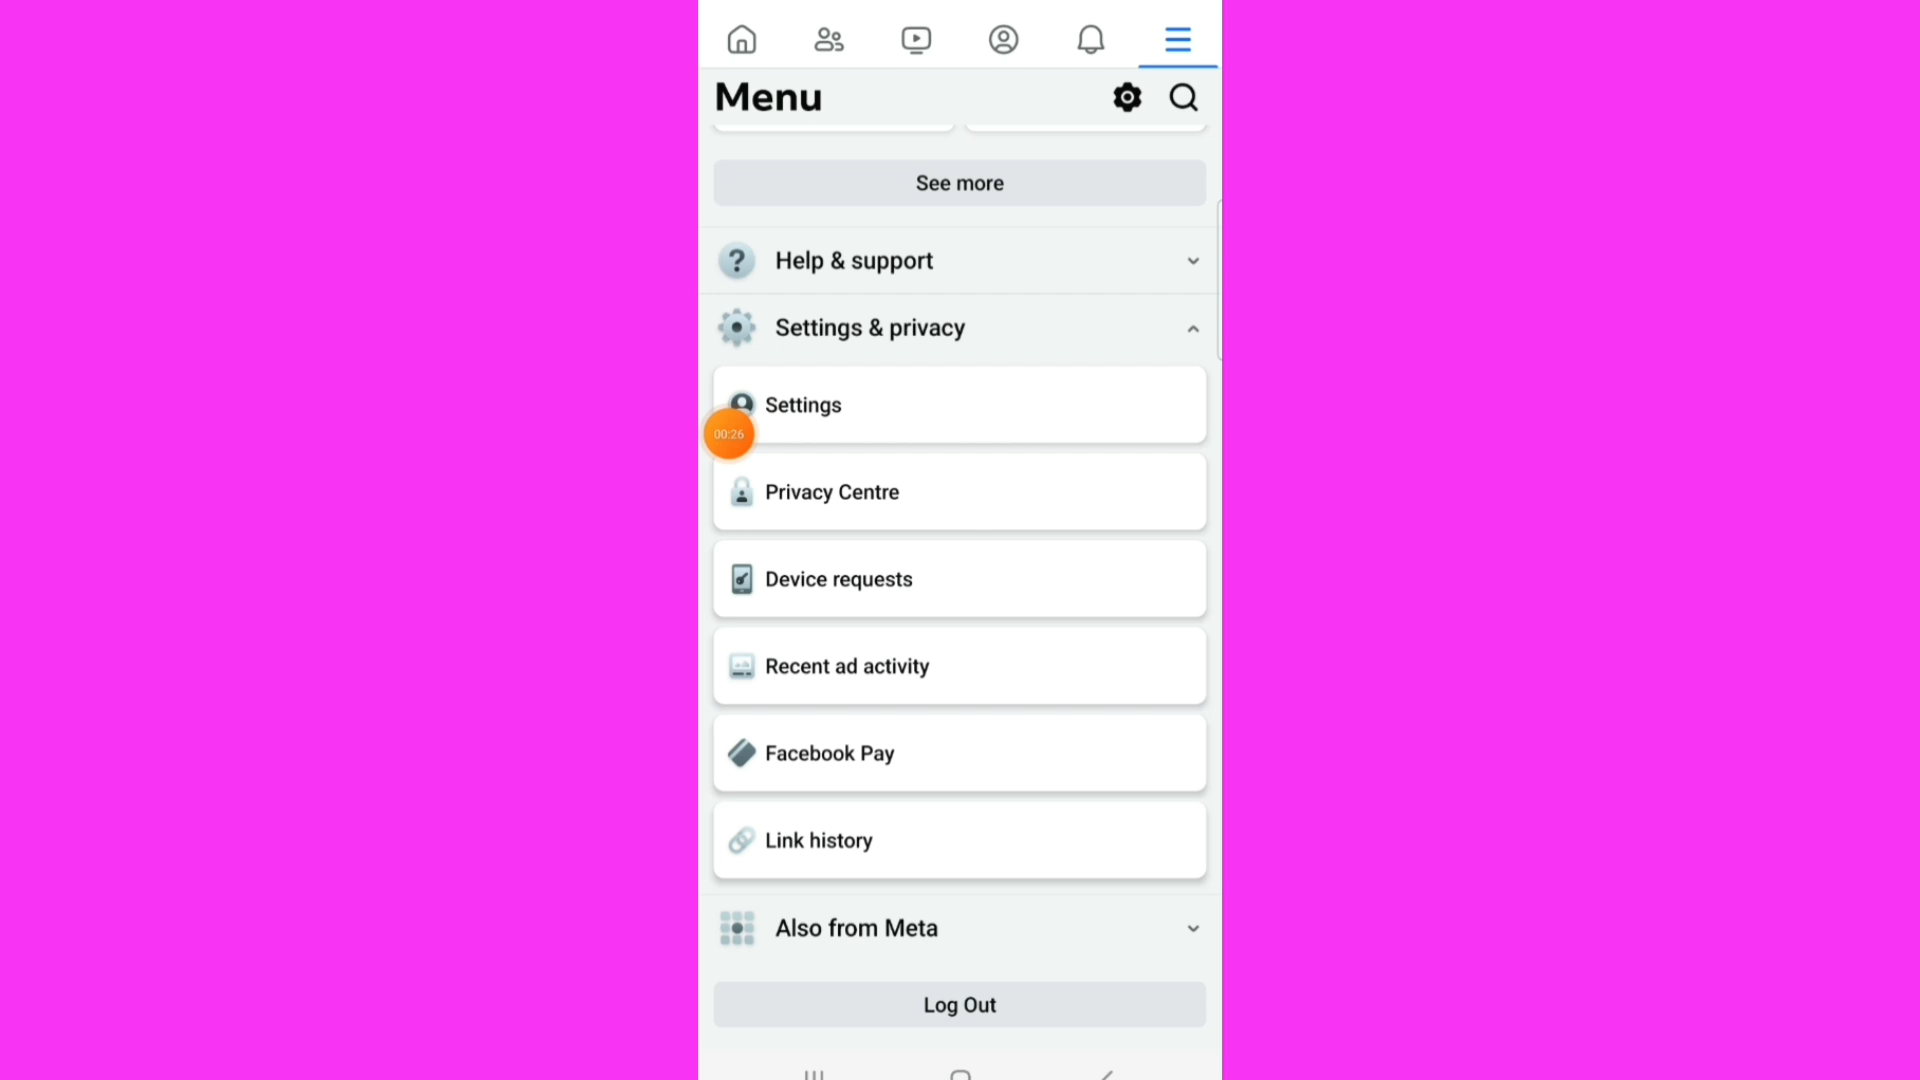 Menu
See more
Help & support
Settings & privacy
Settings
00:26
Privacy Centre
Device requests
Recent ad activity
Facebook Pay
Link history
Also from Meta
Log Out